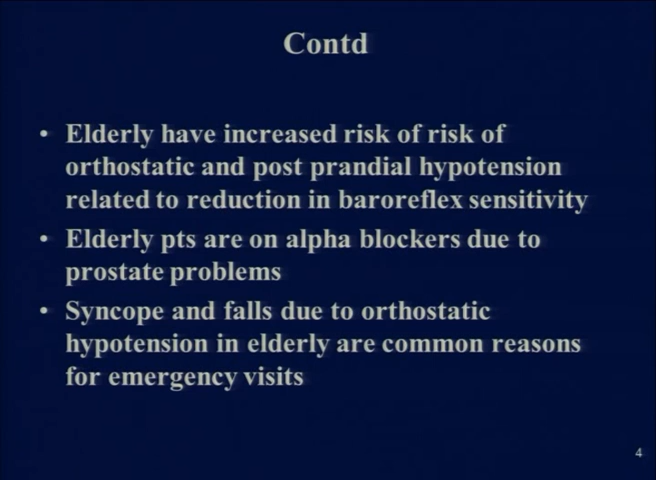 Contd
• Elderly have increased risk of risk of
orthostatic and post prandial hypotension
related to reduction in baroreflex sensitivity
• Elderly pts are on alpha blockers due to
prostate problems
• Syncope and falls due to orthostatic
hypotension in elderly are common reasons
for emergency visits
4